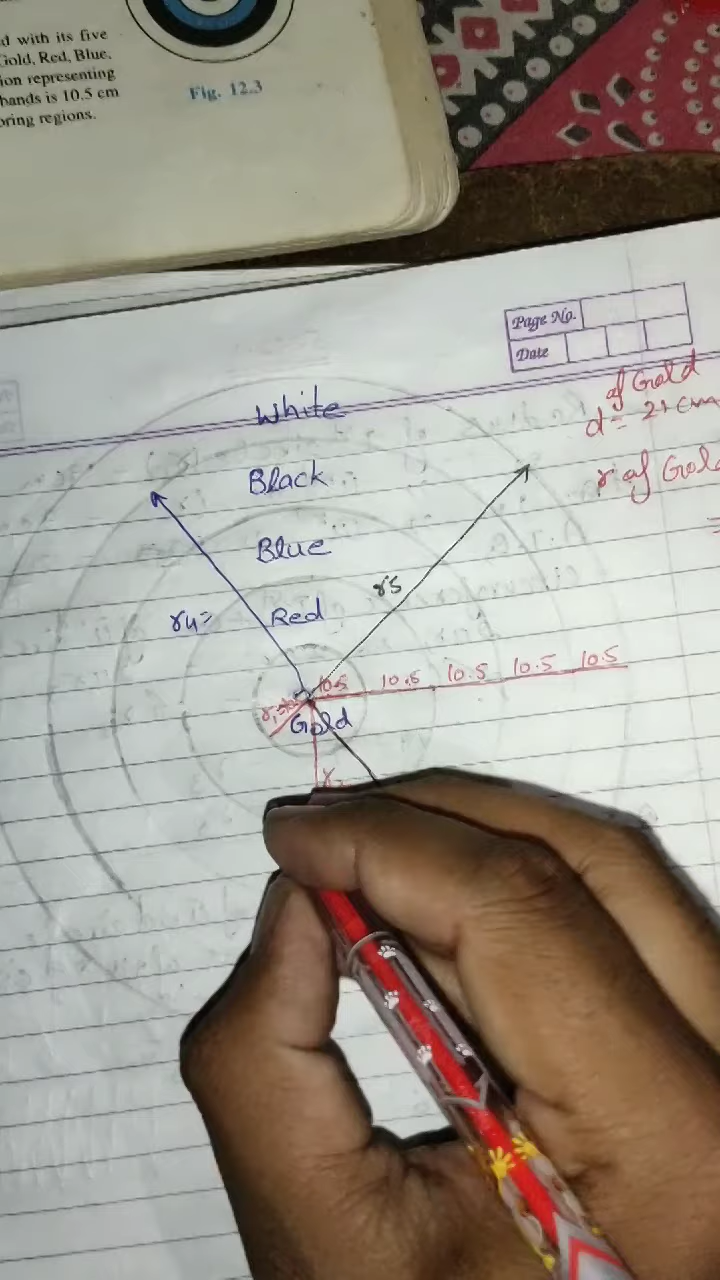 d with its five
Gold, Red, Blue,
ion representing
bands is 10.5 cm
oring regions.
Fig. 12.3
Page No.
Date
of Gold
d = 21 cm
r of Gold
=
White
Black
Blue
Red
r4=
r5
10.5 10.5 10.5 10.5 10.5
Gold